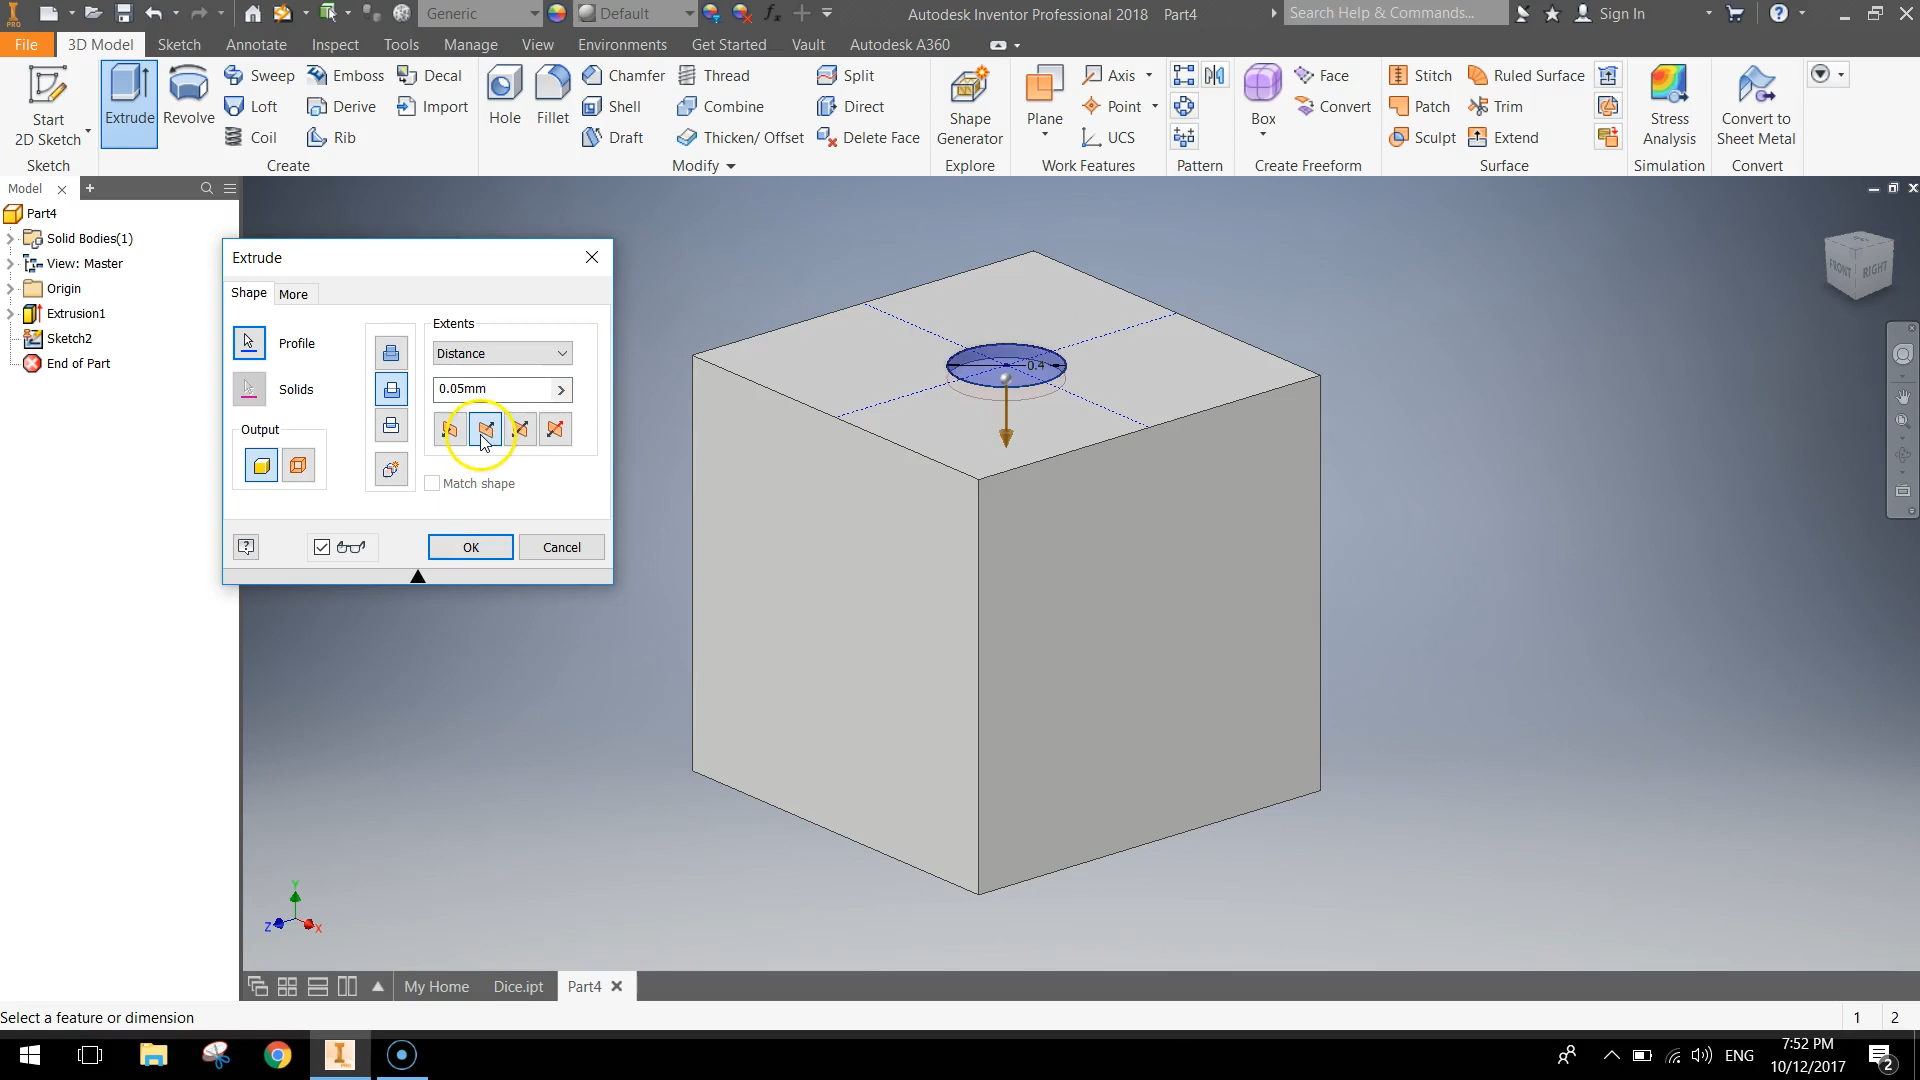 Generic
Default
Autodesk Inventor Professional 2018 Part4
Search Help & Commands...
Sign In
PRO
File 3D Model Sketch Annotate Inspect Tools Manage View Environments Get Started Vault Autodesk A360
Start
2D Sketch
Extrude
Revolve
Sweep
Loft
Coil
Emboss
Derive
Rib
Decal
Import
Hole
Fillet
Chamfer
Shell
Draft
Thread
Combine
Thicken/ Offset
Split
Direct
Delete Face
Shape
Generator
Plane
Axis
Point
UCS
Box
Face
Convert
Stitch
Patch
Sculpt
Ruled Surface
Trim
Extend
Stress
Analysis
Convert to
Sheet Metal
Sketch Create Modify Explore Work Features Pattern Create Freeform Surface Simulation Convert
Model
Part4
Solid Bodies(1)
View: Master
Origin
Extrusion1
Sketch2
End of Part
Extrude
Shape More
Profile
Solids
Output
Extents
Distance
0.05mm
Match shape
OK Cancel
0.4
FRONT RIGHT
Y
Z X
My Home Dice.ipt Part4
Select a feature or dimension
1 2
ENG
7:52 PM
10/12/2017
2